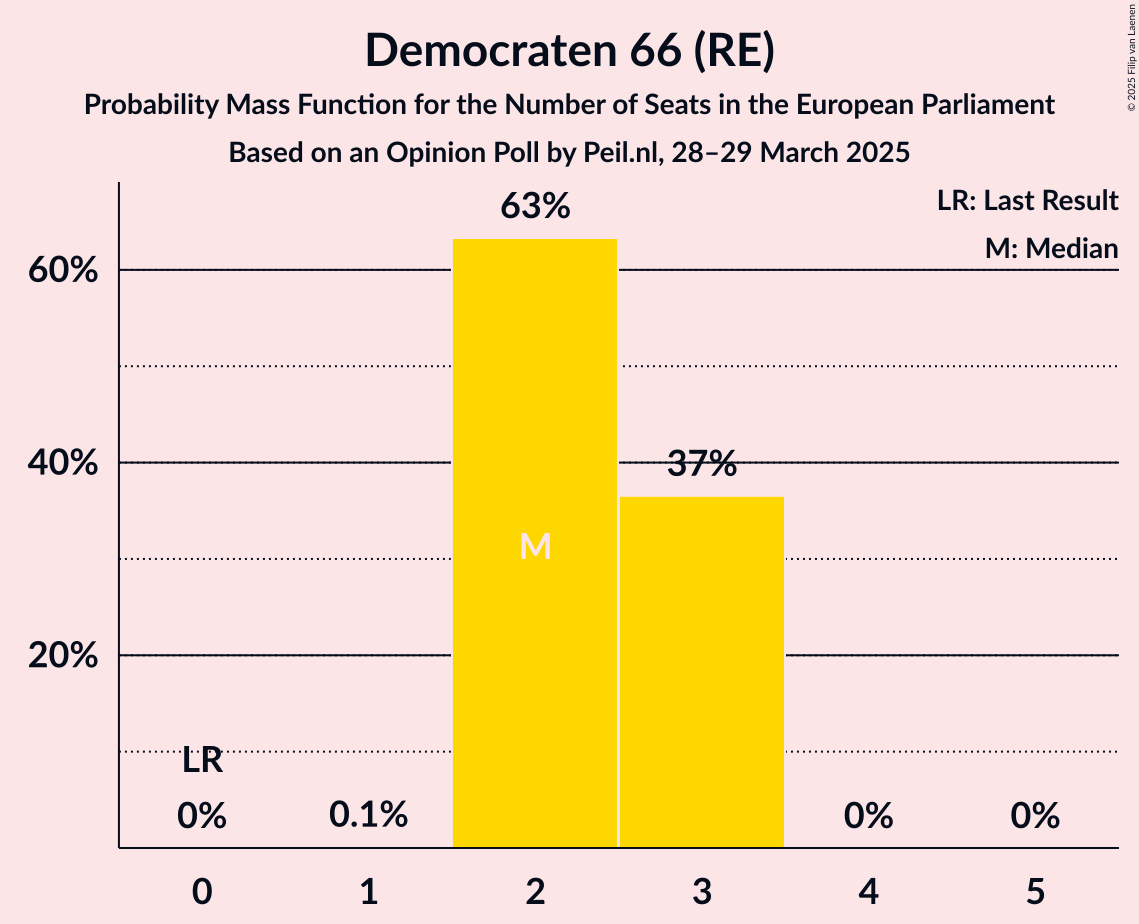 Democraten 66 (RE)
Probability Mass Function for the Number of Seats in the European Parliament
Based on an Opinion Poll by Peil.nl, 28–29 March 2025
© 2025 Filip van Laenen
LR: Last Result
M: Median
63%
60%
40%
37%
M
20%
LR
0%
0.1%
0%
0%
0 1 2 3 4 5